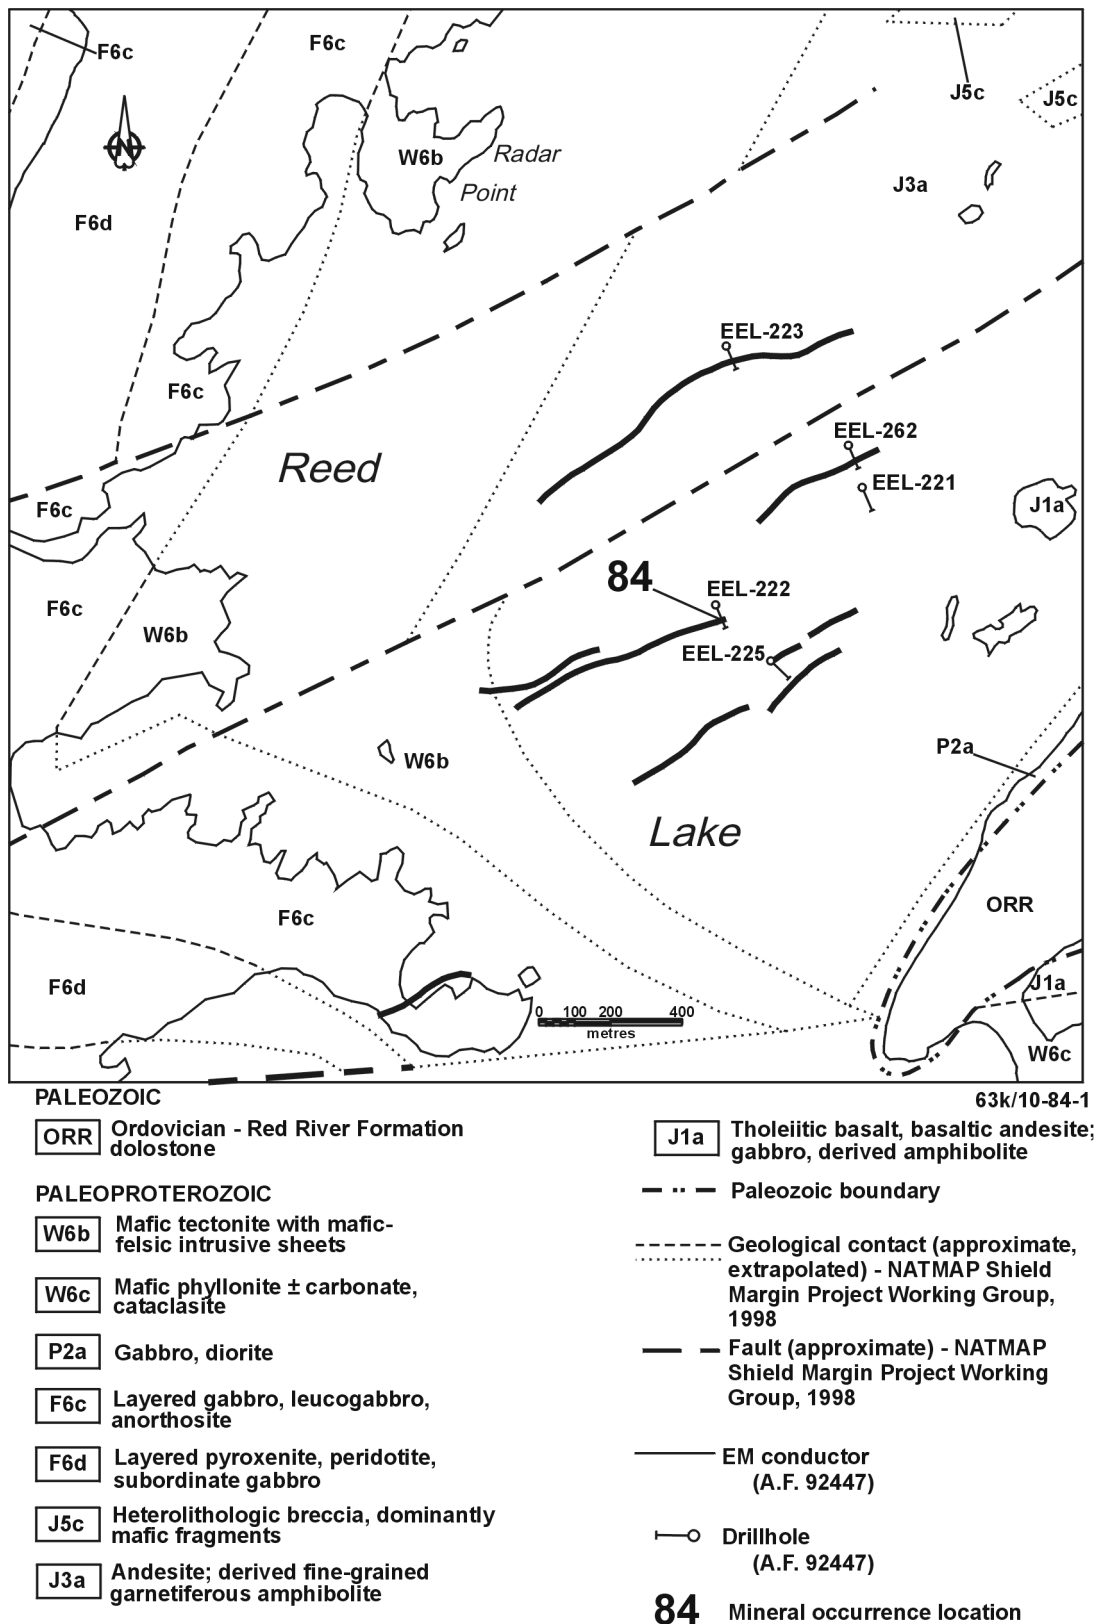 F6c
F6c
J5c
J5c
N
W6b
Radar
Point
J3a
F6d
EEL-223
F6c
EEL-262
Reed
EEL-221
F6c
J1a
84
EEL-222
F6c
W6b
EEL-225
P2a
W6b
Lake
ORR
F6c
F6d
J1a
0 100 200 400
metres
W6c
63k/10-84-1
PALEOZOIC
ORR Ordovician - Red River Formation
dolostone
PALEOPROTEROZOIC
W6b Mafic tectonite with mafic-
felsic intrusive sheets
W6c Mafic phyllonite ± carbonate,
cataclasite
P2a Gabbro, diorite
F6c Layered gabbro, leucogabbro,
anorthosite
F6d Layered pyroxenite, peridotite,
subordinate gabbro
J5c Heterolithologic breccia, dominantly
mafic fragments
J3a Andesite; derived fine-grained
garnetiferous amphibolite
J1a Tholeiitic basalt, basaltic andesite;
gabbro, derived amphibolite
Paleozoic boundary
Geological contact (approximate,
extrapolated) - NATMAP Shield
Margin Project Working Group,
1998
Fault (approximate) - NATMAP
Shield Margin Project Working
Group, 1998
EM conductor
(A.F. 92447)
Drillhole
(A.F. 92447)
84 Mineral occurrence location